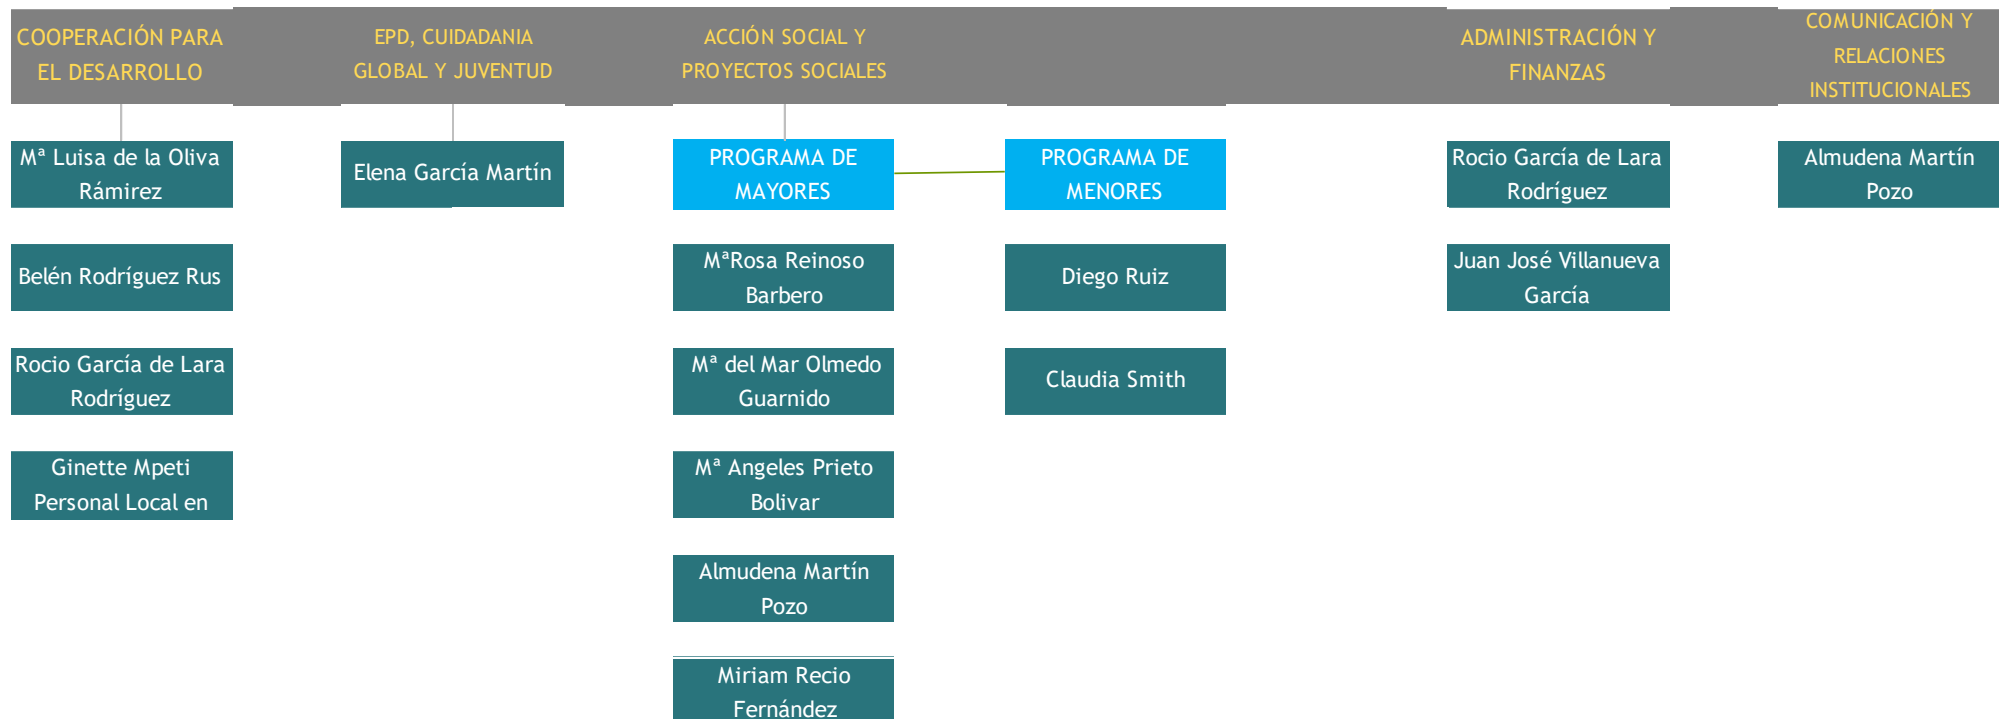 COOPERACIÓN PARA
EL DESARROLLO
EPD, CUIDADANIA
GLOBAL Y JUVENTUD
ACCIÓN SOCIAL Y
PROYECTOS SOCIALES
ADMINISTRACIÓN Y
FINANZAS
COMUNICACIÓN Y
RELACIONES
INSTITUCIONALES
Mª Luisa de la Oliva
Rámirez
Elena García Martín
PROGRAMA DE
MAYORES
PROGRAMA DE
MENORES
Rocio García de Lara
Rodríguez
Almudena Martín
Pozo
Belén Rodríguez Rus
MªRosa Reinoso
Barbero
Diego Ruiz
Juan José Villanueva
García
Rocio García de Lara
Rodríguez
Mª del Mar Olmedo
Guarnido
Claudia Smith
Ginette Mpeti
Personal Local en
Mª Angeles Prieto
Bolivar
Almudena Martín
Pozo
Miriam Recio
Fernández